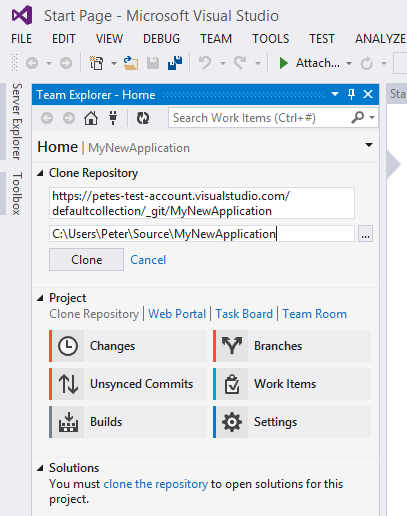 Start Page - Microsoft Visual Studio
FILE EDIT VIEW DEBUG TEAM TOOLS TEST ANALYZE
Attach...
Server Explorer
Toolbox
Team Explorer - Home
Sta
Search Work Items (Ctrl+#)
Home | MyNewApplication
Clone Repository
https://petes-test-account.visualstudio.com/
defaultcollection/_git/MyNewApplication
C:\Users\Peter\Source\MyNewApplication
...
Clone Cancel
Project
Clone Repository | Web Portal | Task Board | Team Room
Changes Branches
Unsynced Commits Work Items
Builds Settings
Solutions
You must clone the repository to open solutions for this
project.